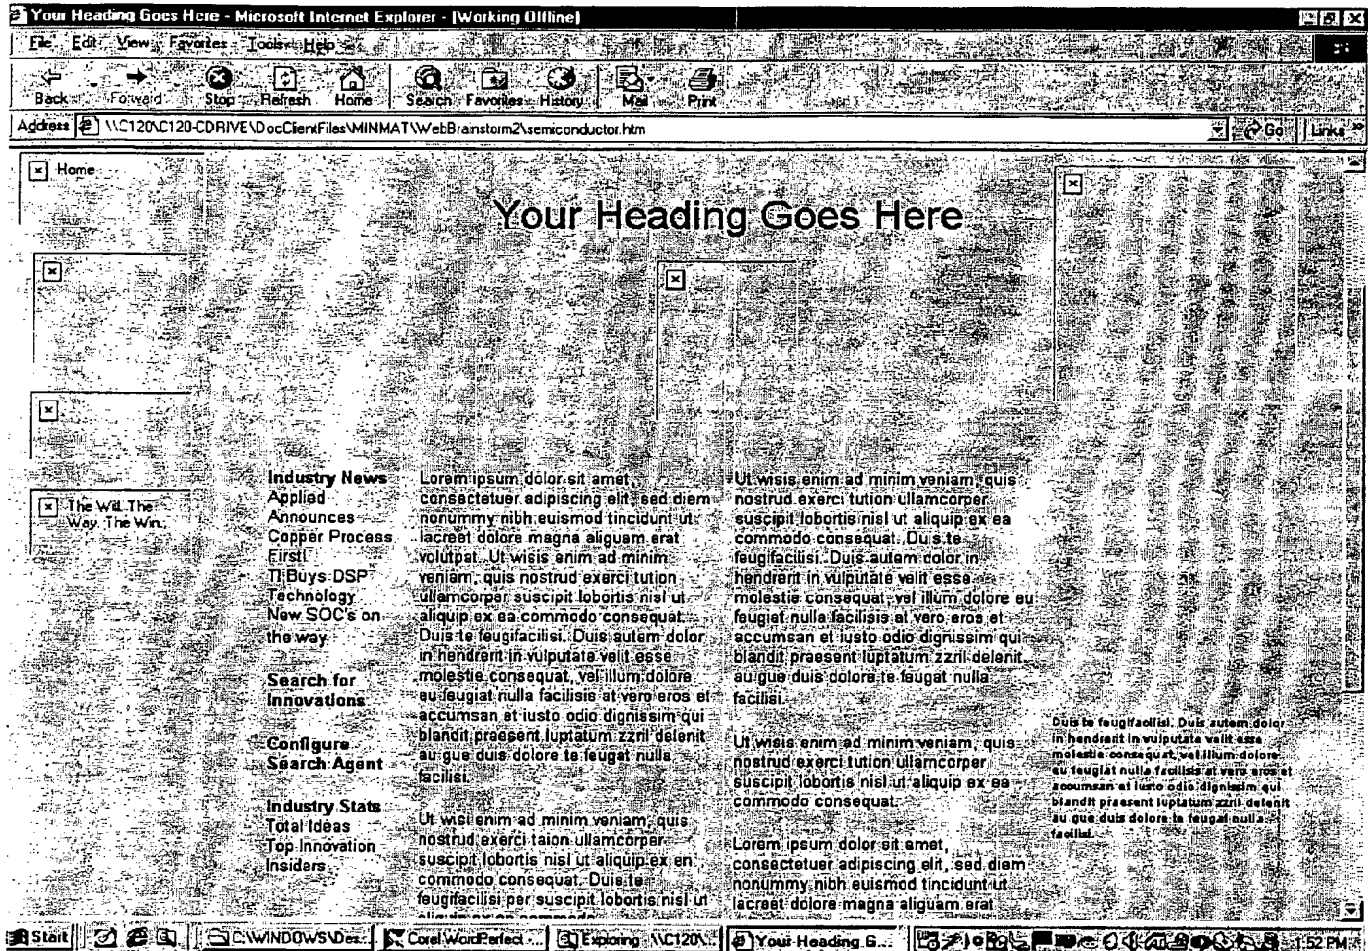 Your Heading Goes Here - Microsoft Internet Explorer - [Working Offline]
File Edit View Favorites Tools Help
Back Forward Stop Refresh Home Search Favorites History Mail Print
Address \\C120\C120-CDRIVE\DocClientFiles\MINMAT\WebBrainstorm2\semiconductor.htm Go Links »
Home
Your Heading Goes Here
The Will. The
Way. The Win.
Industry News
Applied
Announces
Copper Process
First!
TI Buys DSP
Technology
New SOC's on
the way
Search for
Innovations
Configure
Search Agent
Industry Stats
Total Ideas
Top Innovation
Insiders
Lorem ipsum dolor sit amet,
consectetuer adipiscing elit, sed diem
nonummy nibh euismod tincidunt ut
lacreet dolore magna aliguam erat
volutpat. Ut wisis enim ad minim
veniam, quis nostrud exerci tution
ullamcorper suscipit lobortis nisl ut
aliquip ex ea commodo consequat.
Duis te feugifacilisi. Duis autem dolor
in hendrerit in vulputate velit esse
molestie consequat, vel illum dolore
eu feugiat nulla facilisis at vero eros et
accumsan et iusto odio dignissim qui
blandit praesent luptatum zzril delenit
au gue duis dolore te feugat nulla
facilisi.
Ut wisi enim ad minim veniam, quis
nostrud exerci taion ullamcorper
suscipit lobortis nisl ut aliquip ex en
commodo consequat. Duis te
feugifacilisi per suscipit lobortis nisl ut
aliquip ex en commodo
Ut wisis enim ad minim veniam, quis
nostrud exerci tution ullamcorper
suscipit lobortis nisl ut aliquip ex ea
commodo consequat. Duis te
feugifacilisi. Duis autem dolor in
hendrerit in vulputate velit esse
molestie consequat, vel illum dolore eu
feugiat nulla facilisis at vero eros et
accumsan et iusto odio dignissim qui
blandit praesent luptatum zzril delenit
au gue duis dolore te feugat nulla
facilisi.
Ut wisis enim ad minim veniam, quis
nostrud exerci tution ullamcorper
suscipit lobortis nisl ut aliquip ex ea
commodo consequat.
Lorem ipsum dolor sit amet,
consectetuer adipiscing elit, sed diem
nonummy nibh euismod tincidunt ut
lacreet dolore magna aliguam erat
Duis te feugifacilisi. Duis autem dolor
in hendrerit in vulputate velit esse
molestie consequat, vel illum dolore
eu feugiat nulla facilisis at vero eros et
accumsan et iusto odio dignissim qui
blandit praesent luptatum zzril delenit
au gue duis dolore te feugat nulla
facilisi.
Start C:\WINDOWS\Des... Corel WordPerfect -... Exploring - \\C120\... Your Heading G...